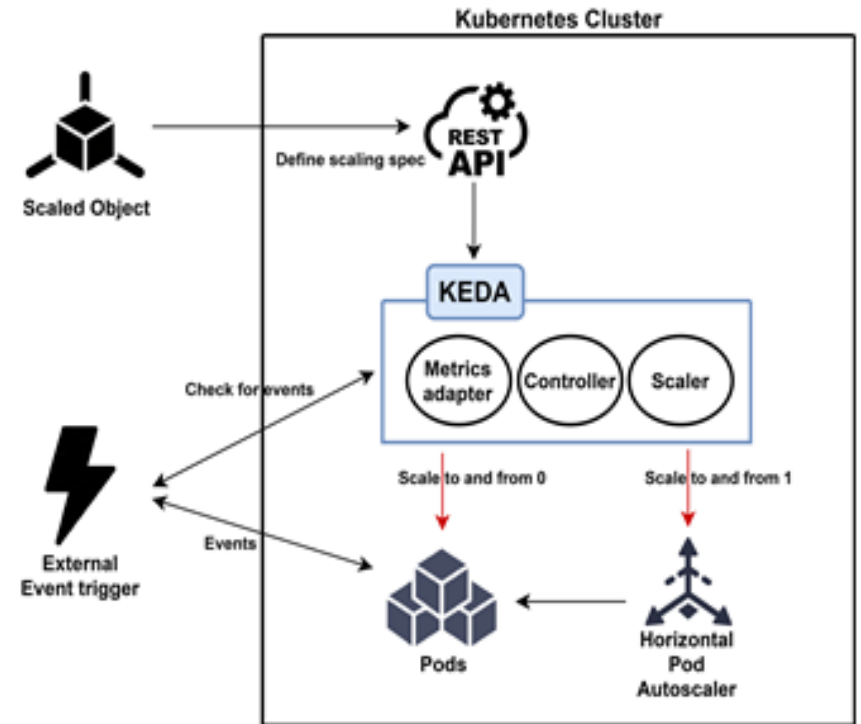 Kubernetes Cluster
REST
API
Define scaling spec
Scaled Object
KEDA
Metrics
adapter
Controller
Scaler
Check for events
Scale to and from 0
Scale to and from 1
Events
External
Event trigger
Pods
Horizontal
Pod
Autoscaler